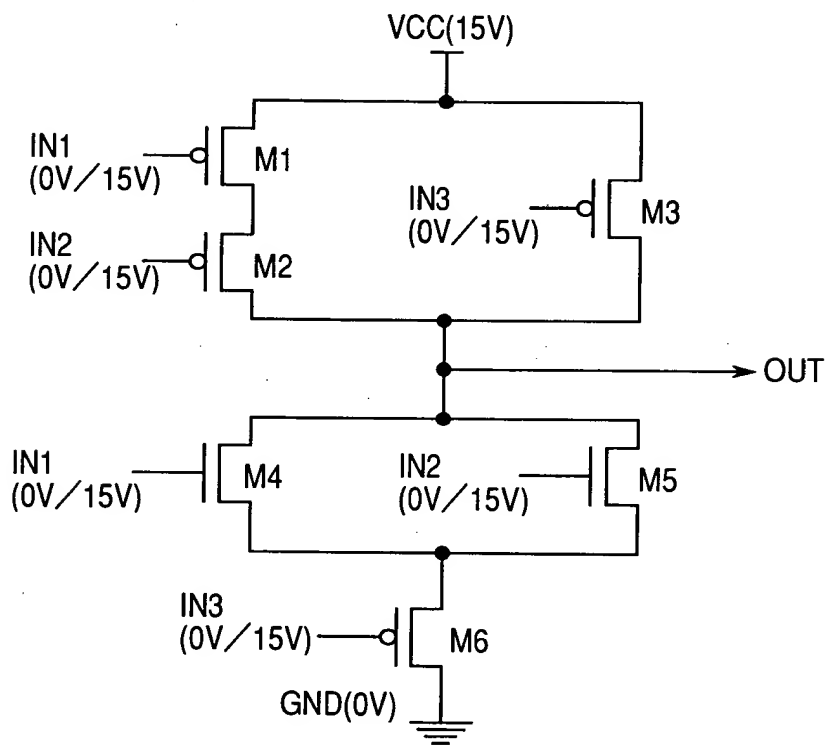 VCC(15V)
IN1
(0V/15V)
M1
IN2
(0V/15V)
M2
IN3
(0V/15V)
M3
OUT
IN1
(0V/15V)
M4
IN2
(0V/15V)
M5
IN3
(0V/15V)
M6
GND(0V)